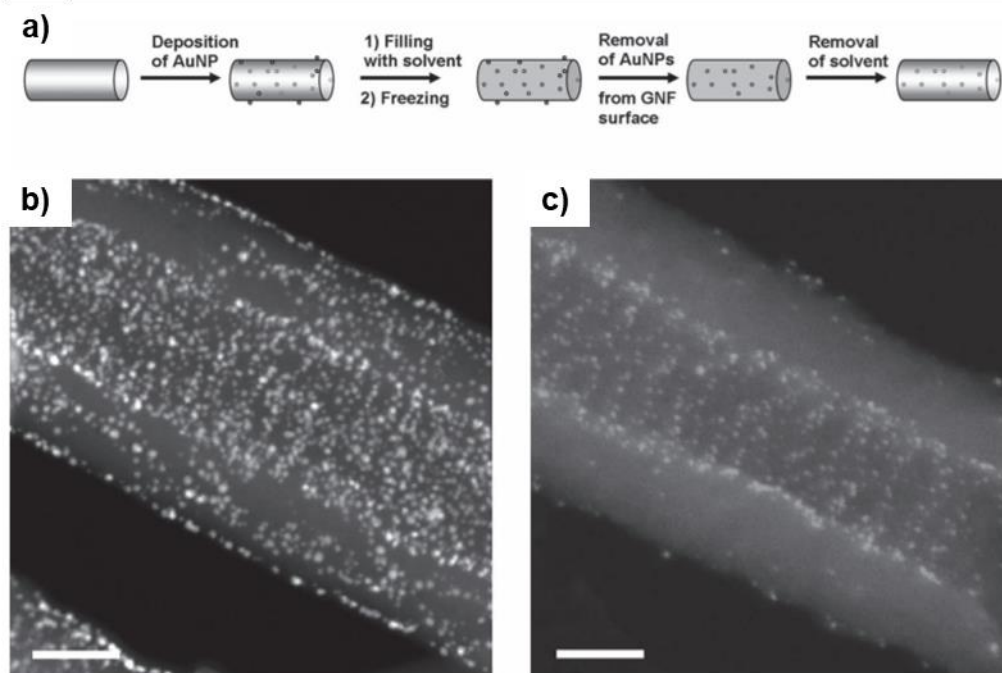 a)
Deposition
of AuNP
1) Filling
with solvent
2) Freezing
Removal
of AuNPs
from GNF
surface
Removal
of solvent
b)
c)